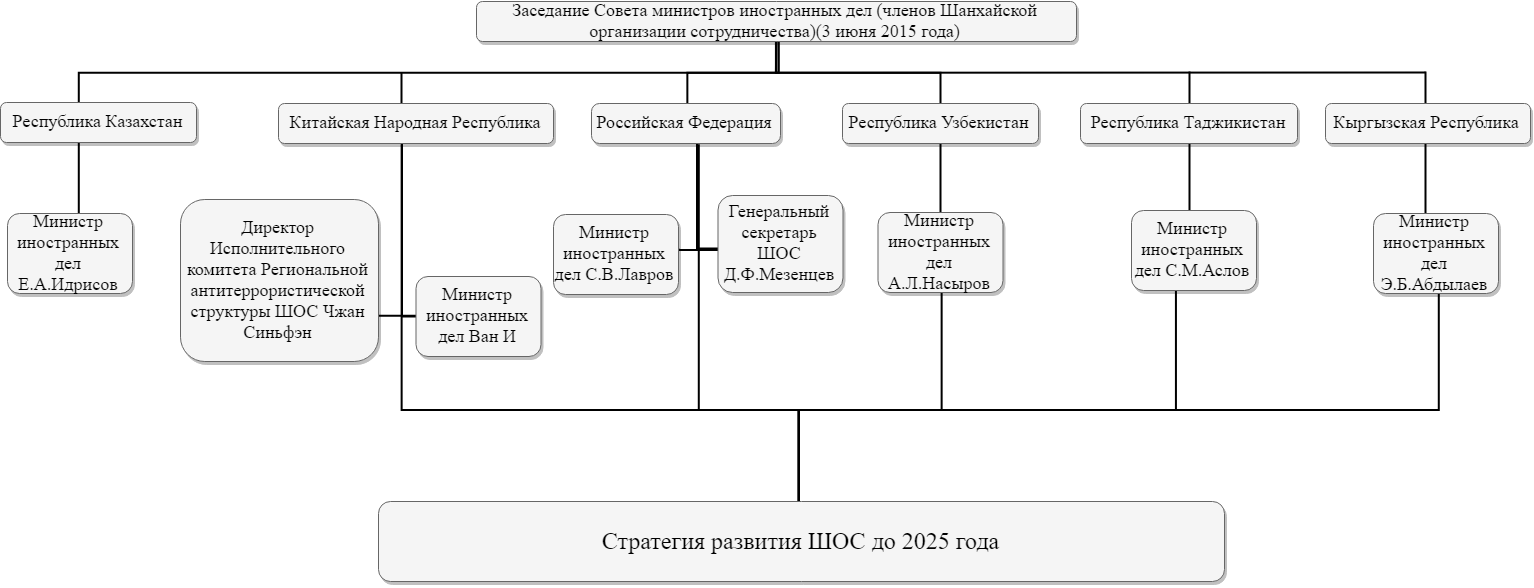 Заседание Совета министров иностранных дел (членов Шанхайской
организации сотрудничества)(3 июня 2015 года)
Республика Казахстан
Китайская Народная Республика
Российская Федерация
Республика Узбекистан
Республика Таджикистан
Кыргызская Республика
Министр
иностранных
дел
Е.А.Идрисов
Директор
Исполнительного
комитета Региональной
антитеррористической
структуры ШОС Чжан
Синьфэн
Министр
иностранных
дел Ван И
Министр
иностранных
дел С.В.Лавров
Генеральный
секретарь
ШОС
Д.Ф.Мезенцев
Министр
иностранных
дел
А.Л.Насыров
Министр
иностранных
дел С.М.Аслов
Министр
иностранных
дел
Э.Б.Абдылаев
Стратегия развития ШОС до 2025 года